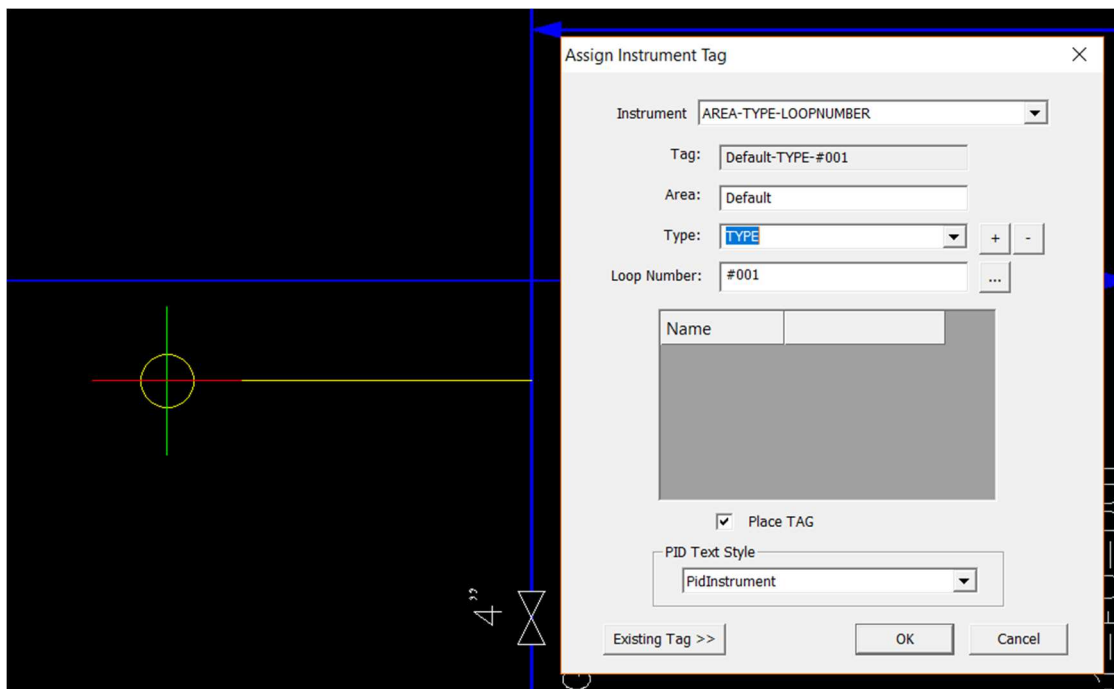 Assign Instrument Tag
Instrument AREA-TYPE-LOOPNUMBER
Tag: Default-TYPE-#001
Area: Default
Type: TYPE + -
Loop Number: #001 ...
Name
Place TAG
PID Text Style
PidInstrument
Existing Tag >> OK Cancel
4”